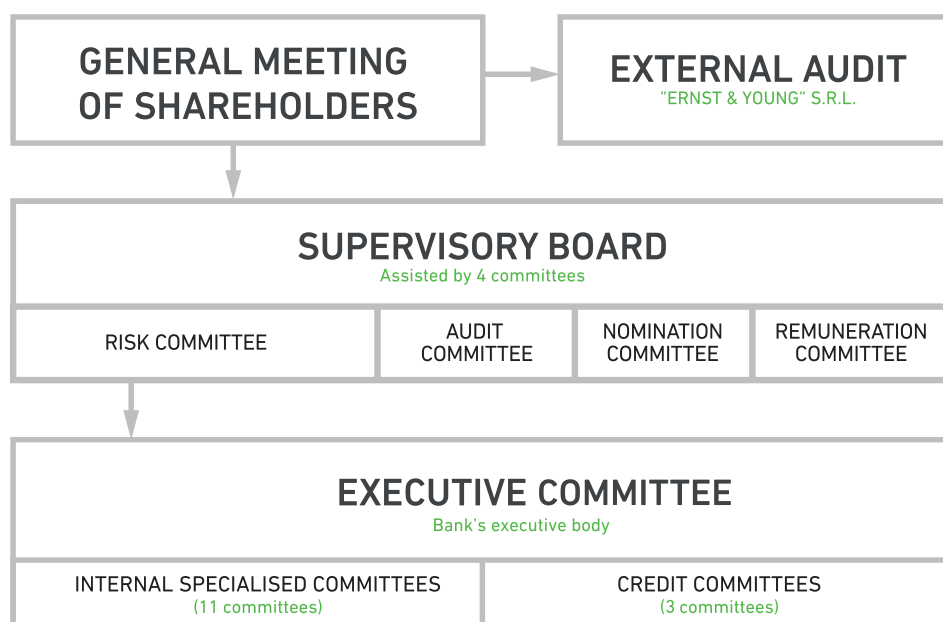 GENERAL MEETING
OF SHAREHOLDERS
EXTERNAL AUDIT
"ERNST & YOUNG" S.R.L.
SUPERVISORY BOARD
Assisted by 4 committees
RISK COMMITTEE
AUDIT
COMMITTEE
NOMINATION
COMMITTEE
REMUNERATION
COMMITTEE
EXECUTIVE COMMITTEE
Bank's executive body
INTERNAL SPECIALISED COMMITTEES
(11 committees)
CREDIT COMMITTEES
(3 committees)